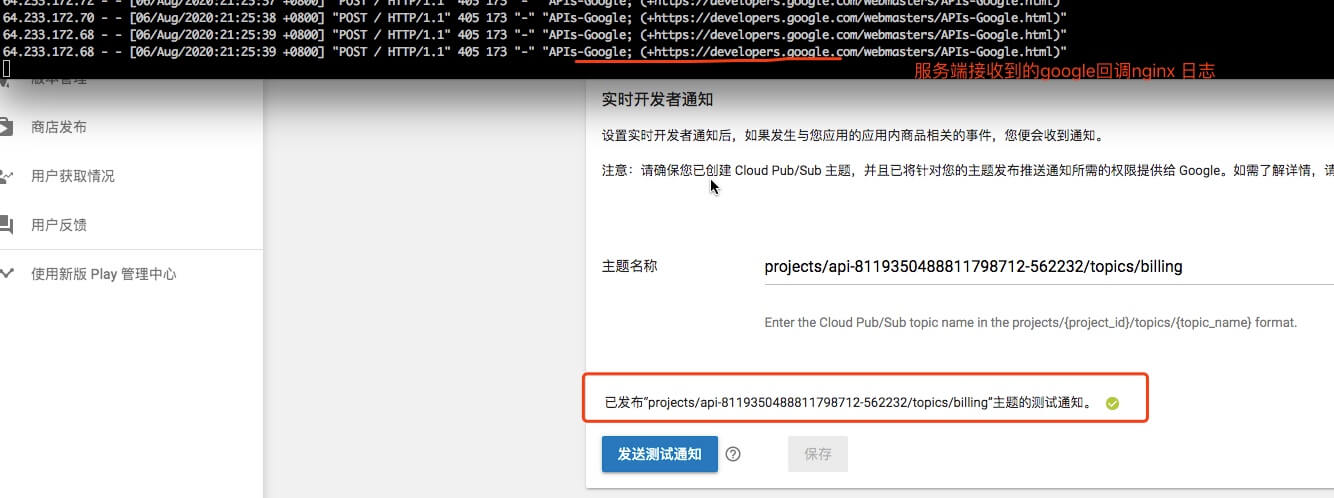 64.233.172.72 - - [06/Aug/2020:21:25:37 +0800] "POST / HTTP/1.1" 405 173 "-" "APIs-Google; (+https://developers.google.com/webmasters/APIs-Google.html)"
64.233.172.70 - - [06/Aug/2020:21:25:38 +0800] "POST / HTTP/1.1" 405 173 "-" "APIs-Google; (+https://developers.google.com/webmasters/APIs-Google.html)"
64.233.172.68 - - [06/Aug/2020:21:25:39 +0800] "POST / HTTP/1.1" 405 173 "-" "APIs-Google; (+https://developers.google.com/webmasters/APIs-Google.html)"
64.233.172.68 - - [06/Aug/2020:21:25:39 +0800] "POST / HTTP/1.1" 405 173 "-" "APIs-Google; (+https://developers.google.com/webmasters/APIs-Google.html)"
服务端接收到的google回调nginx 日志
版本管理
商店发布
用户获取情况
用户反馈
使用新版 Play 管理中心
实时开发者通知
设置实时开发者通知后，如果发生与您应用的应用内商品相关的事件，您便会收到通知。
注意：请确保您已创建 Cloud Pub/Sub 主题，并且已将针对您的主题发布推送通知所需的权限提供给 Google。如需了解详情，请
主题名称
projects/api-8119350488811798712-562232/topics/billing
Enter the Cloud Pub/Sub topic name in the projects/{project_id}/topics/{topic_name} format.
已发布“projects/api-8119350488811798712-562232/topics/billing”主题的测试通知。
发送测试通知
保存